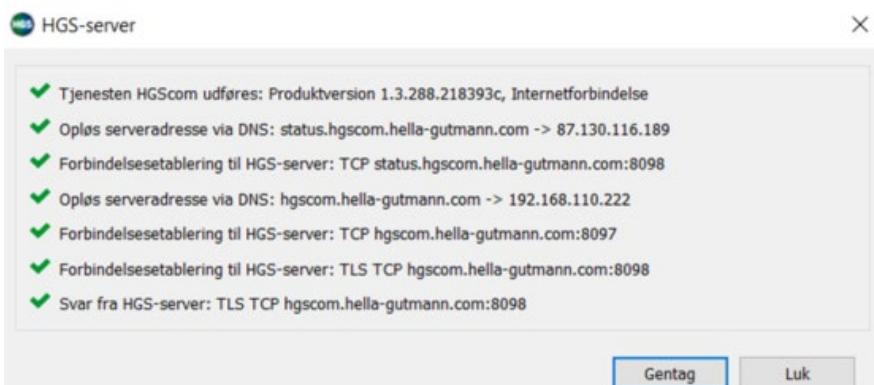 HGS HGS-server
Tjenesten HGScom udføres: Produktversion 1.3.288.218393c, Internetforbindelse
Opløs serveradresse via DNS: status.hgscom.hella-gutmann.com -> 87.130.116.189
Forbindelsesetablering til HGS-server: TCP status.hgscom.hella-gutmann.com:8098
Opløs serveradresse via DNS: hgscom.hella-gutmann.com -> 192.168.110.222
Forbindelsesetablering til HGS-server: TCP hgscom.hella-gutmann.com:8097
Forbindelsesetablering til HGS-server: TLS TCP hgscom.hella-gutmann.com:8098
Svar fra HGS-server: TLS TCP hgscom.hella-gutmann.com:8098
Gentag Luk